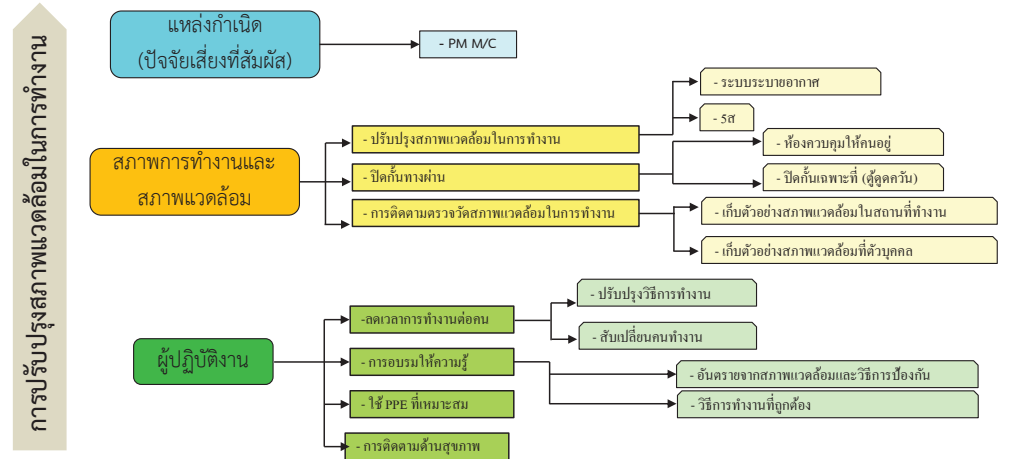 การปรับปรุงสภาพแวดล้อมในการทำงาน
แหล่งกำเนิด
(ปัจจัยเสี่ยงที่สัมผัส)
- PM M/C
สภาพการทำงานและ
สภาพแวดล้อม
- ปรับปรุงสภาพแวดล้อมในการทำงาน
- ระบบระบายอากาศ
- 5ส
- ปิดกั้นทางผ่าน
- ห้องควบคุมให้คนอยู่
- ปิดกั้นเฉพาะที่ (ตู้ดูดควัน)
- การติดตามตรวจวัดสภาพแวดล้อมในการทำงาน
- เก็บตัวอย่างสภาพแวดล้อมในสถานที่ทำงาน
- เก็บตัวอย่างสภาพแวดล้อมที่ตัวบุคคล
ผู้ปฏิบัติงาน
-ลดเวลาการทำงานต่อคน
- ปรับปรุงวิธีการทำงาน
- สับเปลี่ยนคนทำงาน
- การอบรมให้ความรู้
- อันตรายจากสภาพแวดล้อมและวิธีการป้องกัน
- วิธีการทำงานที่ถูกต้อง
- ใช้ PPE ที่เหมาะสม
- การติดตามด้านสุขภาพ